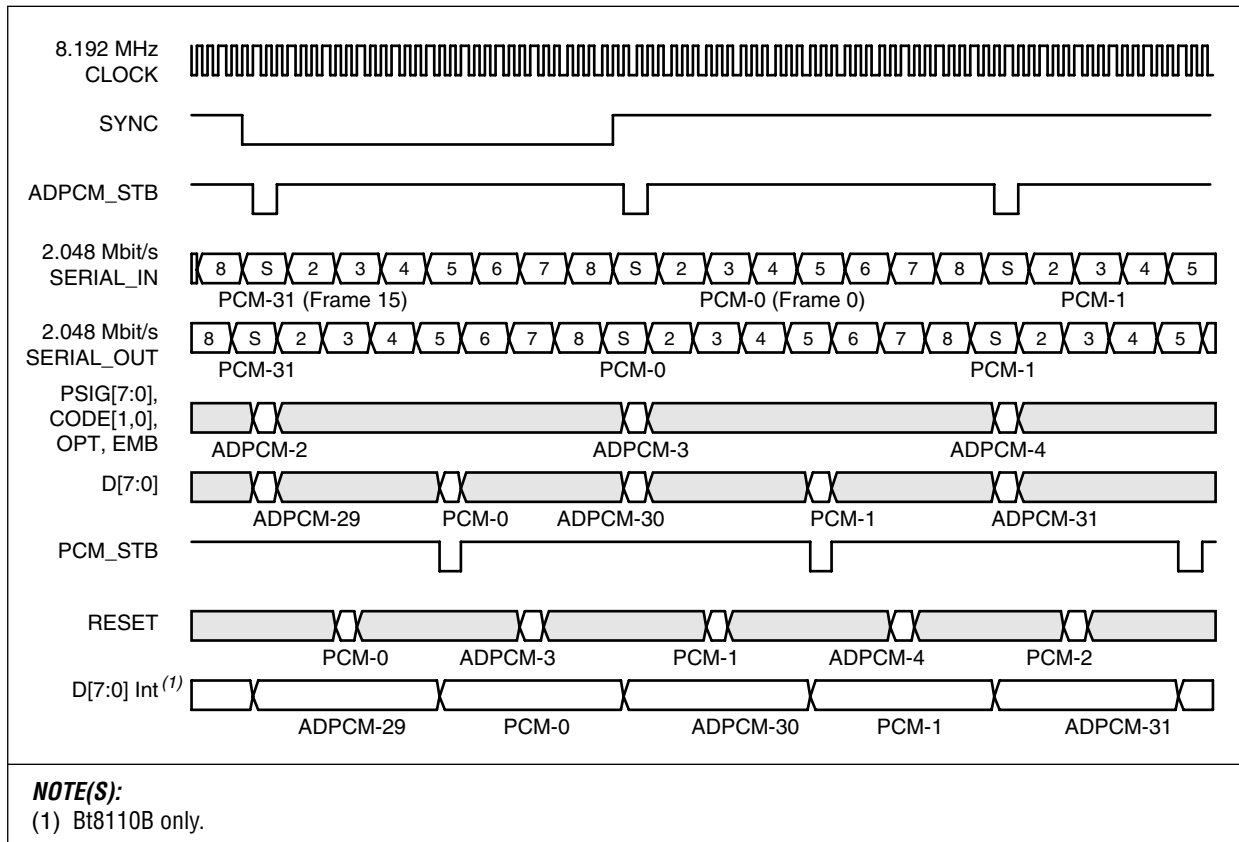 8.192 MHz
CLOCK
SYNC
ADPCM_STB
2.048 Mbit/s
SERIAL_IN
8 S 2 3 4 5 6 7 8 S 2 3 4 5 6 7 8 S 2 3 4 5
PCM-31 (Frame 15) PCM-0 (Frame 0) PCM-1
2.048 Mbit/s
SERIAL_OUT
8 S 2 3 4 5 6 7 8 S 2 3 4 5 6 7 8 S 2 3 4 5
PCM-31 PCM-0 PCM-1
PSIG[7:0],
CODE[1,0],
OPT, EMB
ADPCM-2 ADPCM-3 ADPCM-4
D[7:0]
ADPCM-29 PCM-0 ADPCM-30 PCM-1 ADPCM-31
PCM_STB
RESET
PCM-0 ADPCM-3 PCM-1 ADPCM-4 PCM-2
D[7:0] Int (1)
ADPCM-29 PCM-0 ADPCM-30 PCM-1 ADPCM-31
NOTE(S):
(1) Bt8110B only.